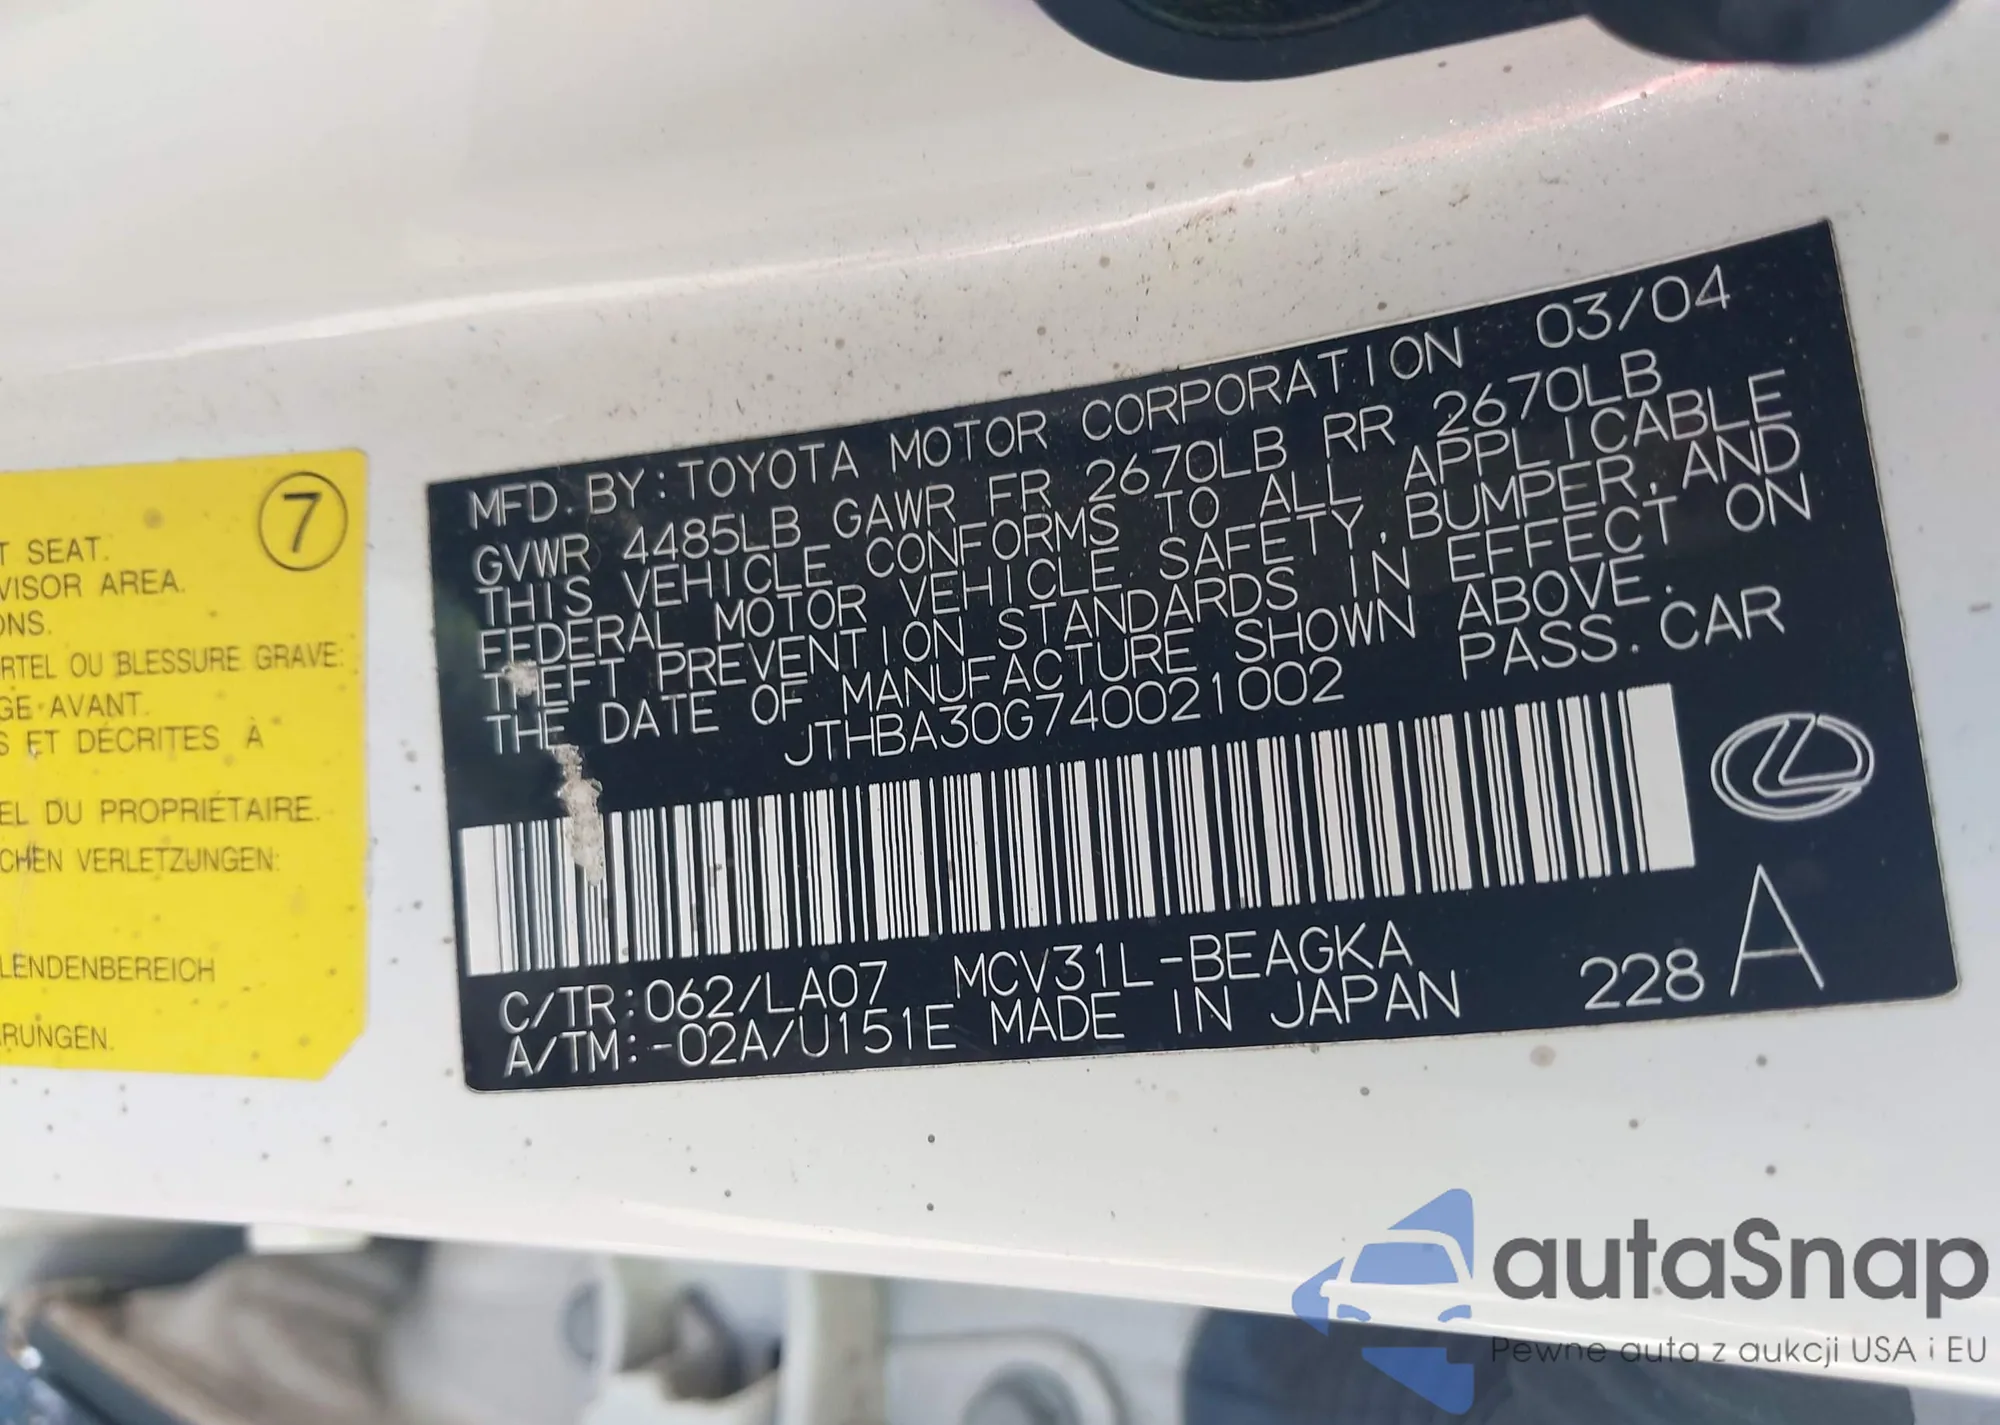 7
T SEAT.
VISOR AREA.
ONS.
RTEL OU BLESSURE GRAVE:
GE AVANT.
S ET DÉCRITES À
EL DU PROPRIÉTAIRE.
CHEN VERLETZUNGEN:
LENDENBEREICH
RUNGEN.
MFD. BY: TOYOTA MOTOR CORPORATION 03/04
GVWR 4485LB GAWR FR 2670LB RR 2670LB
THIS VEHICLE CONFORMS TO ALL APPLICABLE
FEDERAL MOTOR VEHICLE SAFETY, BUMPER, AND
THEFT PREVENTION STANDARDS IN EFFECT ON
THE DATE OF MANUFACTURE SHOWN ABOVE.
JTHBA30G740021002 PASS. CAR
C/TR: 062/LA07 MCV31L-BEAGKA
A/TM: -02A/U151E MADE IN JAPAN 228 A
autaSnap
Pewne auta z aukcji USA i EU